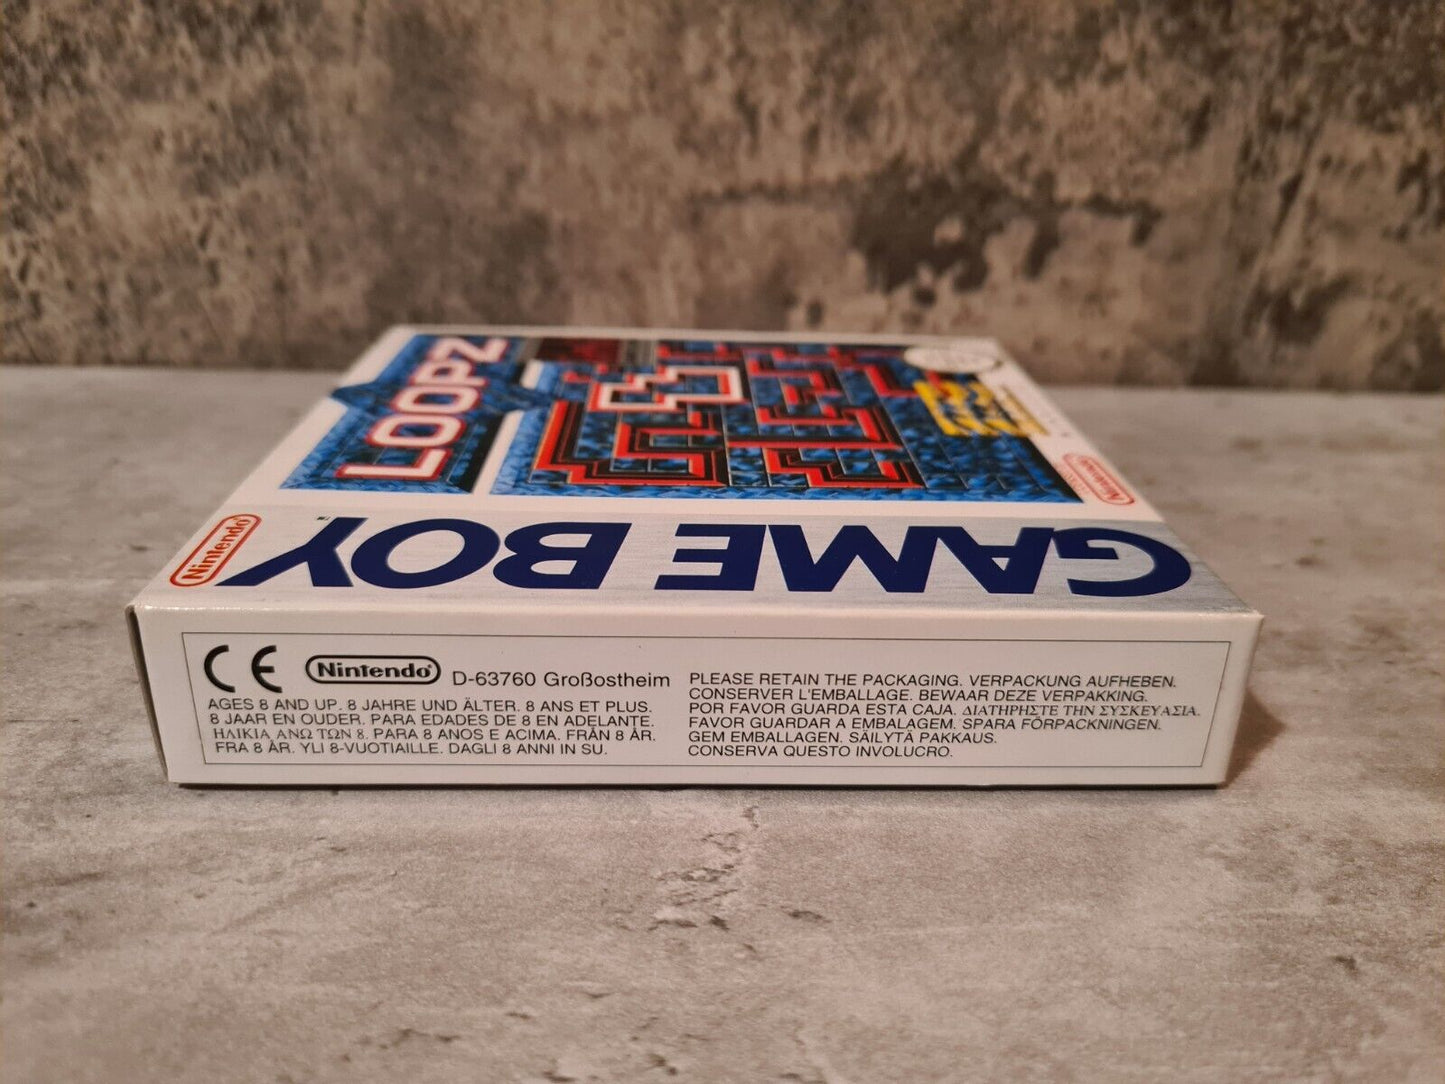 LOOPZ
Nintendo
GAME BOY
Nintendo
CE
Nintendo
D-63760 Großostheim
AGES 8 AND UP. 8 JAHRE UND ÄLTER. 8 ANS ET PLUS.
8 JAAR EN OUDER. PARA EDADES DE 8 EN ADELANTE.
ΗΛΙΚΙΑ ΑΝΩ ΤΩΝ 8. PARA 8 ANOS E ACIMA. FRÅN 8 ÅR.
FRA 8 ÅR. YLI 8-VUOTIAILLE. DAGLI 8 ANNI IN SU.
PLEASE RETAIN THE PACKAGING. VERPACKUNG AUFHEBEN.
CONSERVER L'EMBALLAGE. BEWAAR DEZE VERPAKKING.
POR FAVOR GUARDA ESTA CAJA. ΔΙΑΤΗΡΗΣΤΕ ΤΗΝ ΣΥΣΚΕΥΑΣΙΑ.
FAVOR GUARDAR A EMBALAGEM. SPARA FÖRPACKNINGEN.
GEM EMBALLAGEN. SÄILYTÄ PAKKAUS.
CONSERVA QUESTO INVOLUCRO.